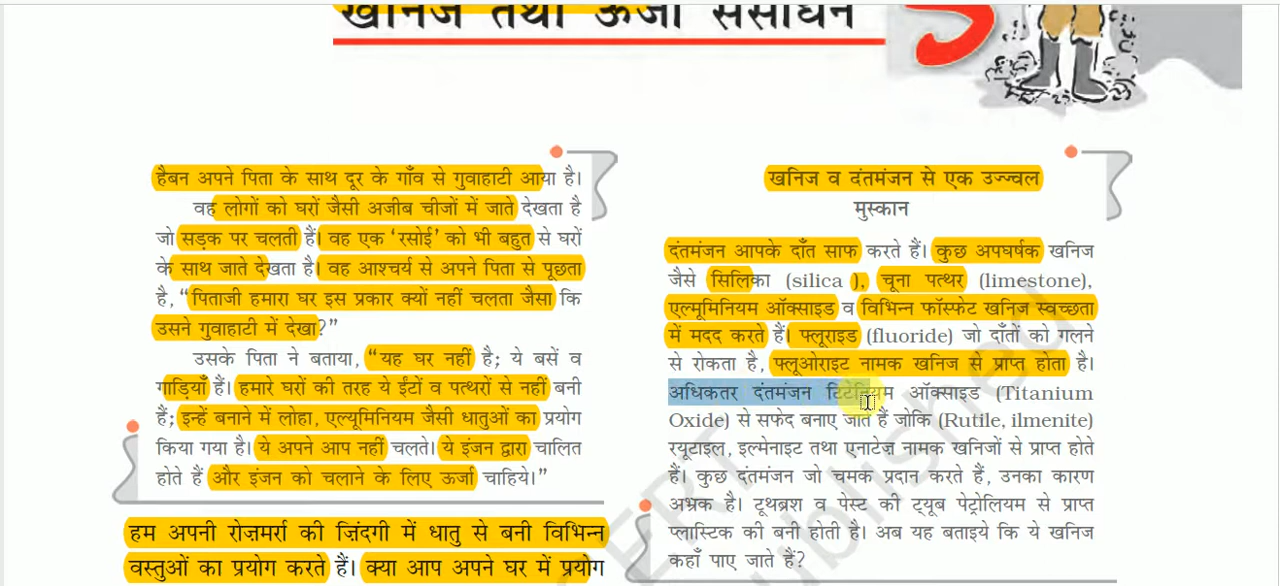 खनिज तथा ऊर्जा संसाधन
5
हैबन अपने पिता के साथ दूर के गाँव से गुवाहाटी आया है।
वह लोगों को घरों जैसी अजीब चीजों में जाते देखता है
जो सड़क पर चलती हैं। वह एक ‘रसोई’ को भी बहुत से घरों
के साथ जाते देखता है। वह आश्चर्य से अपने पिता से पूछता
है, “पिताजी हमारा घर इस प्रकार क्यों नहीं चलता जैसा कि
उसने गुवाहाटी में देखा?”
उसके पिता ने बताया, “यह घर नहीं है; ये बसें व
गाड़ियाँ हैं। हमारे घरों की तरह ये ईंटों व पत्थरों से नहीं बनी
हैं; इन्हें बनाने में लोहा, एल्यूमिनियम जैसी धातुओं का प्रयोग
किया गया है। ये अपने आप नहीं चलते। ये इंजन द्वारा चालित
होते हैं और इंजन को चलाने के लिए ऊर्जा चाहिये।”
हम अपनी रोज़मर्रा की ज़िंदगी में धातु से बनी विभिन्न
वस्तुओं का प्रयोग करते हैं। क्या आप अपने घर में प्रयोग
खनिज व दंतमंजन से एक उज्ज्वल
मुस्कान
दंतमंजन आपके दाँत साफ करते हैं। कुछ अपघर्षक खनिज
जैसे सिलिका (silica ), चूना पत्थर (limestone),
एल्मूमिनियम ऑक्साइड व विभिन्न फॉस्फेट खनिज स्वच्छता
में मदद करते हैं। फ्लूराइड (fluoride) जो दाँतों को गलने
से रोकता है, फ्लूओराइट नामक खनिज से प्राप्त होता है।
अधिकतर दंतमंजन टिटेनियम ऑक्साइड (Titanium
Oxide) से सफेद बनाए जाते हैं जोकि (Rutile, ilmenite)
रयूटाइल, इल्मेनाइट तथा एनाटेज़ नामक खनिजों से प्राप्त होते
हैं। कुछ दंतमंजन जो चमक प्रदान करते हैं, उनका कारण
अभ्रक है। टूथब्रश व पेस्ट की ट्यूब पेट्रोलियम से प्राप्त
प्लास्टिक की बनी होती है। अब यह बताइये कि ये खनिज
कहाँ पाए जाते हैं?